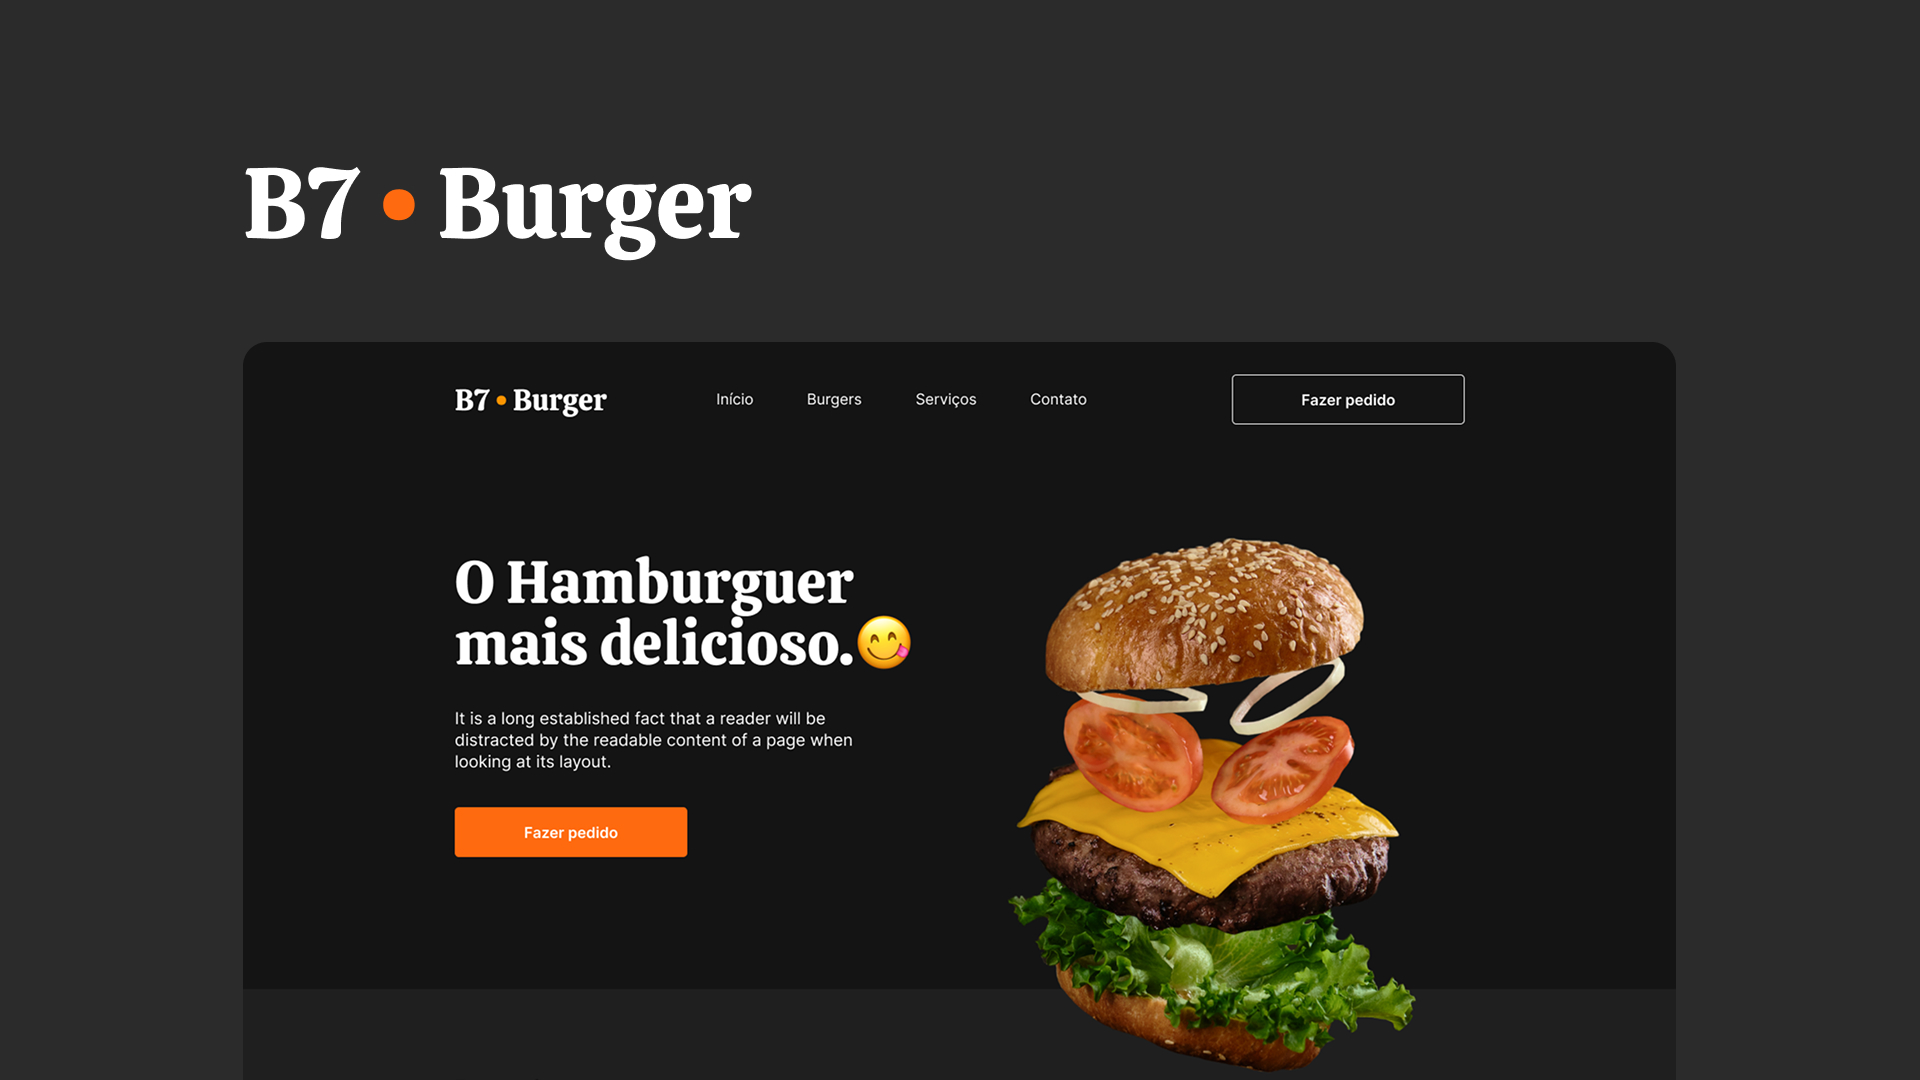 B7 • Burger
B7 • Burger
Início Burgers Serviços Contato Fazer pedido
O Hamburguer
mais delicioso.😋
It is a long established fact that a reader will be
distracted by the readable content of a page when
looking at its layout.
Fazer pedido